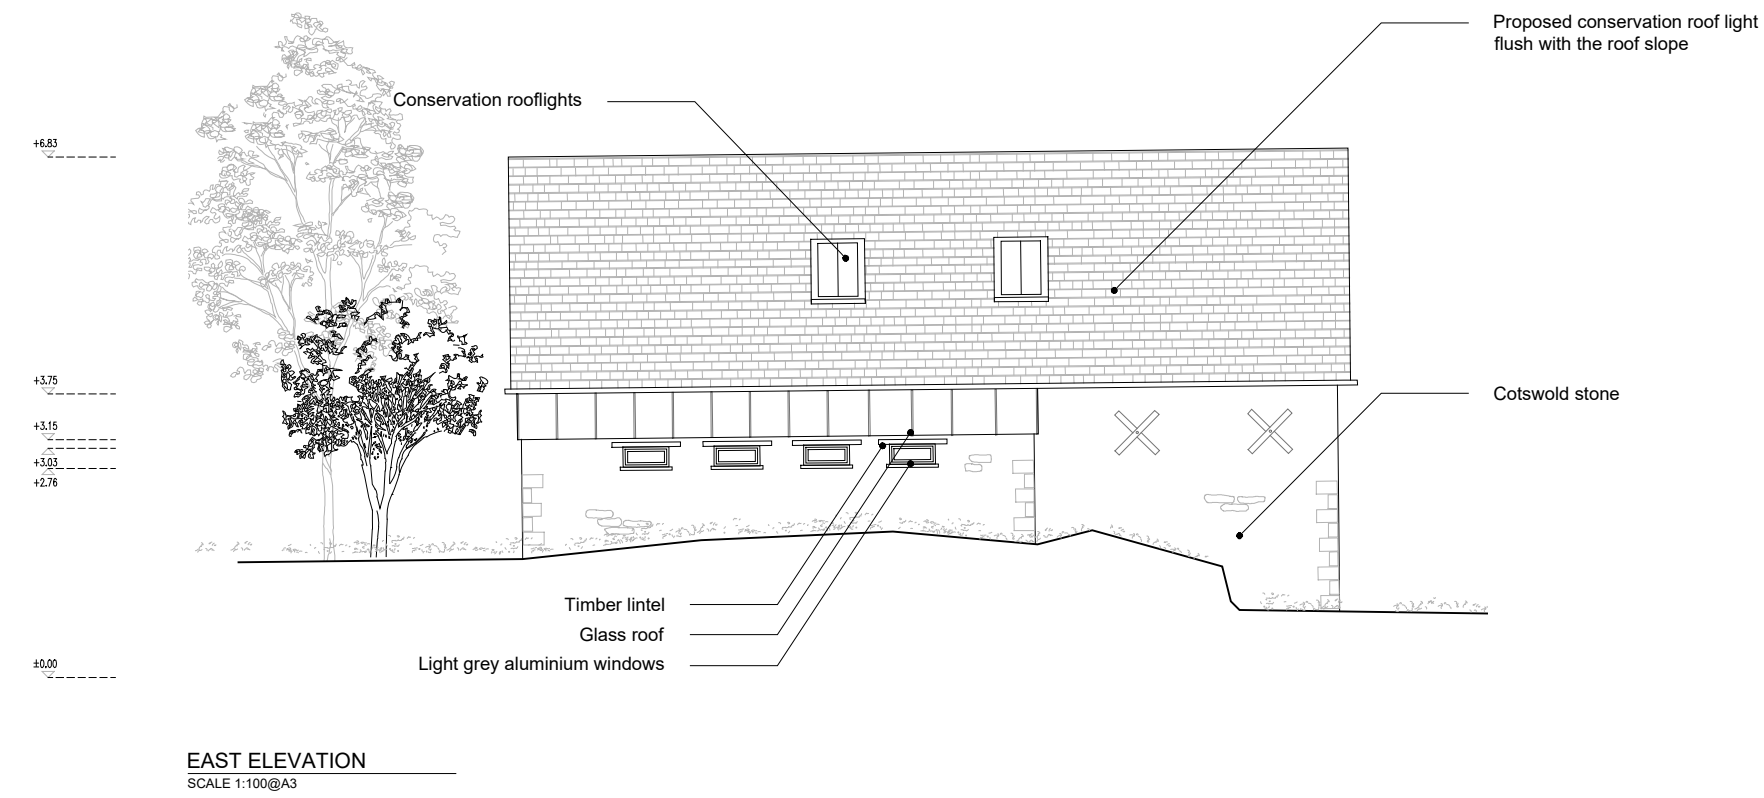 Proposed conservation roof light
flush with the roof slope
Conservation rooflights
+6.83
+3.75
Cotswold stone
+3.15
+3.03
+2.76
Timber lintel
Glass roof
Light grey aluminium windows
±0.00
EAST ELEVATION
SCALE 1:100@A3